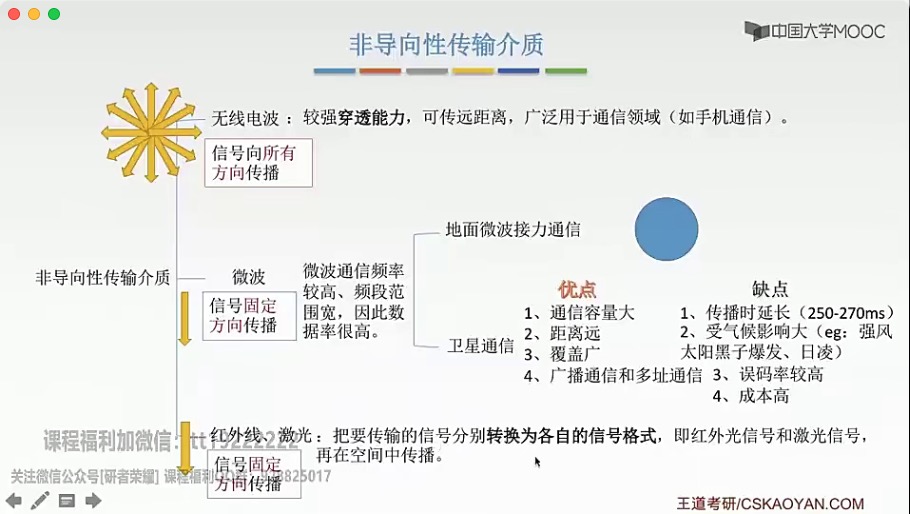 中国大学MOOC
非导向性传输介质
无线电波：较强穿透能力，可传远距离，广泛用于通信领域（如手机通信）。
信号向所有
方向传播
地面微波接力通信
非导向性传输介质
微波
信号固定
方向传播
微波通信频率
较高、频段范
围宽，因此数
据率很高。
卫星通信
优点
1、通信容量大
2、距离远
3、覆盖广
4、广播通信和多址通信
缺点
1、传播时延长（250-270ms）
2、受气候影响大（eg：强风
太阳黑子爆发、日凌）
3、误码率较高
4、成本高
红外线、激光：把要传输的信号分别转换为各自的信号格式，即红外光信号和激光信号，
再在空间中传播。
信号固定
方向传播
课程福利加微信：
关注微信公众号[研者荣耀] 课程福利
王道考研/CSKAOYAN.COM